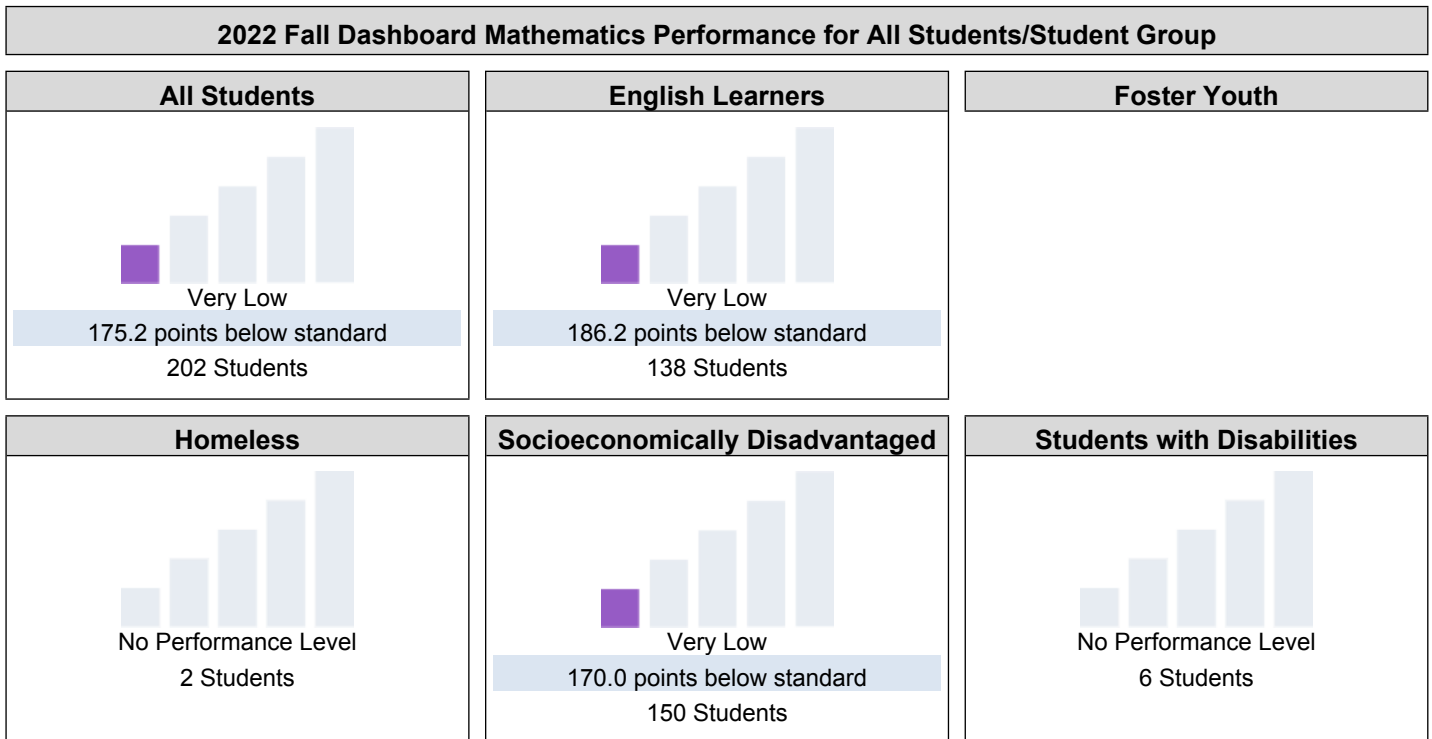 2022 Fall Dashboard Mathematics Performance for All Students/Student Group
All Students
Very Low
175.2 points below standard
202 Students
English Learners
Very Low
186.2 points below standard
138 Students
Foster Youth
Homeless
No Performance Level
2 Students
Socioeconomically Disadvantaged
Very Low
170.0 points below standard
150 Students
Students with Disabilities
No Performance Level
6 Students